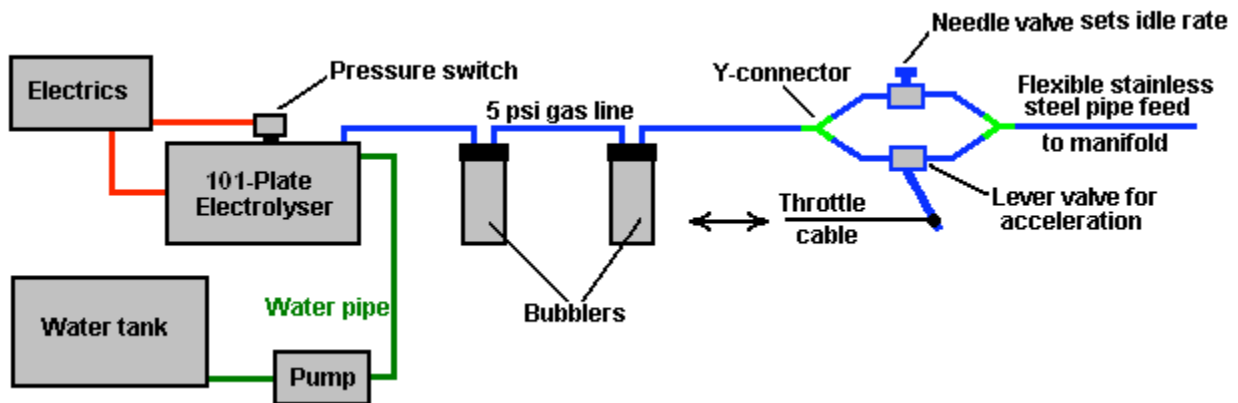 Needle valve sets idle rate
Electrics
Pressure switch
Y-connector
Flexible stainless
steel pipe feed
to manifold
5 psi gas line
101-Plate
Electrolyser
Throttle
cable
Lever valve for
acceleration
Water pipe
Bubblers
Water tank
Pump